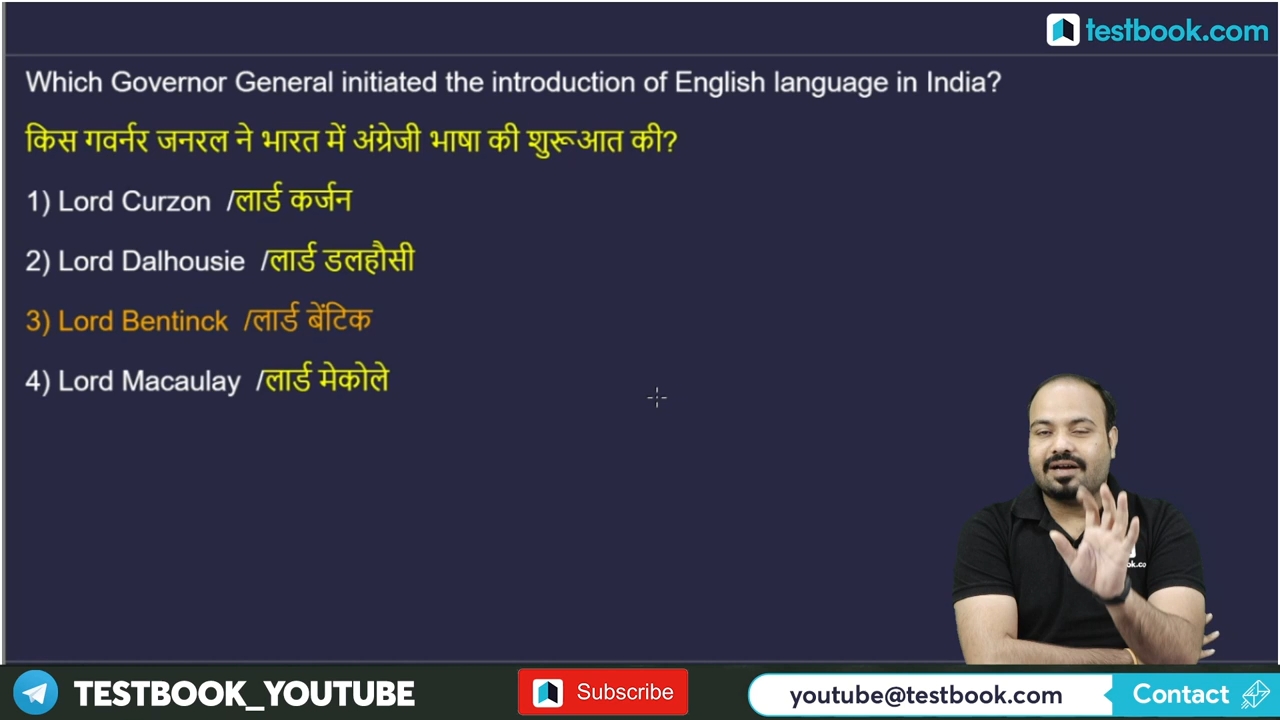 testbook.com
Which Governor General initiated the introduction of English language in India?
किस गवर्नर जनरल ने भारत में अंग्रेजी भाषा की शुरूआत की?
1) Lord Curzon /लार्ड कर्जन
2) Lord Dalhousie /लार्ड डलहौसी
3) Lord Bentinck /लार्ड बेंटिक
4) Lord Macaulay /लार्ड मेकोले
TESTBOOK_YOUTUBE
Subscribe
youtube@testbook.com
Contact